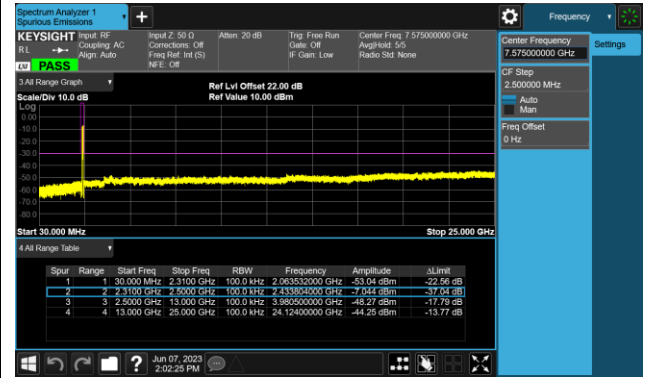 Spectrum Analyzer 1
Spurious Emissions
Frequency
KEYSIGHT
Input: RF
Input Z: 50 Ω
Atten: 20 dB
Trig: Free Run
Center Freq: 7.575000000 GHz
R L
Coupling: AC
Corrections: Off
Gate: Off
Avg|Hold: 5/5
Align: Auto
Freq Ref: Int (S)
IF Gain: Low
Radio Std: None
NFE: Off
LXI
PASS
Center Frequency
7.575000000 GHz
Settings
CF Step
2.500000 MHz
Auto
Man
Freq Offset
0 Hz
3 All Range Graph
Ref Lvl Offset 22.00 dB
Scale/Div 10.0 dB
Ref Value 10.00 dBm
Log
0.00
-10.0
-20.0
-30.0
-40.0
-50.0
-60.0
-70.0
-80.0
Start 30.000 MHz
Stop 25.000 GHz
4 All Range Table
Spur Range Start Freq Stop Freq RBW Frequency Amplitude ΔLimit
1 1 30.000 MHz 2.3100 GHz 100.0 kHz 2.063532000 GHz -53.04 dBm -22.56 dB
2 2 2.3100 GHz 2.5000 GHz 100.0 kHz 2.433804000 GHz -7.044 dBm -37.04 dB
3 3 2.5000 GHz 13.000 GHz 100.0 kHz 3.980500000 GHz -48.27 dBm -17.79 dB
4 4 13.000 GHz 25.000 GHz 100.0 kHz 24.12400000 GHz -44.25 dBm -13.77 dB
Jun 07, 2023
2:02:25 PM